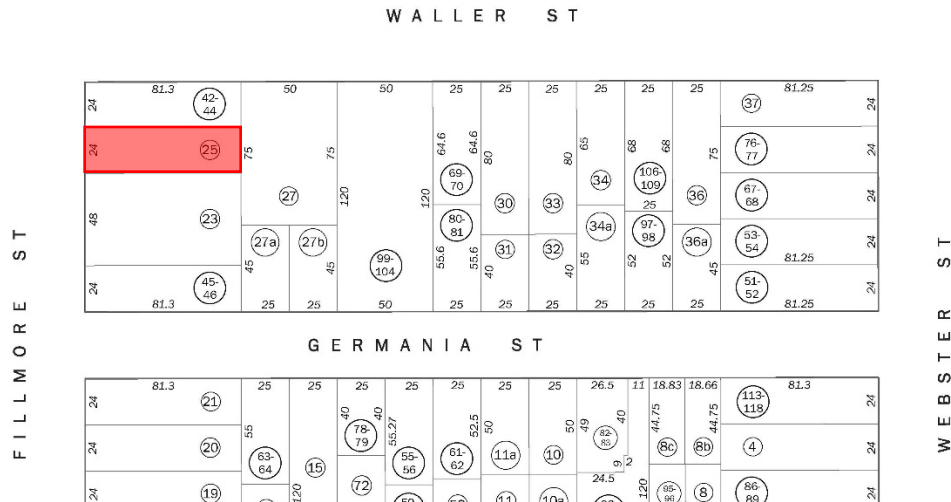 WALLER ST
81.3 50 50 25 25 25 25 25 25 81.25
24 42-44 37 24
24 25 75 75 64.6 64.6 80 80 65 68 68 75 76-77 24
69-70 34 106-109
27 120 120 30 33 25 36 67-68 24
48 23 80-81 34a 97-98
27a 27b 31 32 36a 53-54 24
45 45 99-104 55.6 55.6 40 40 55 52 52 45 81.25
24 45-46 51-52 24
81.3 25 25 50 25 25 25 25 25 25 81.25
FILLMORE ST
WEBSTER ST
GERMANIA ST
81.3 25 25 25 25 25 25 25 26.5 11 18.83 18.66 81.3
24 21 40 40 52.5 50 50 49 40 44.75 44.75 113-118 24
55 78-79 55.27 82-83
24 20 63-64 15 55-56 61-62 11a 10 9 2 8c 8b 4 24
72 24.5
24 19 120 11 10a 120 95-96 8 86-89 24